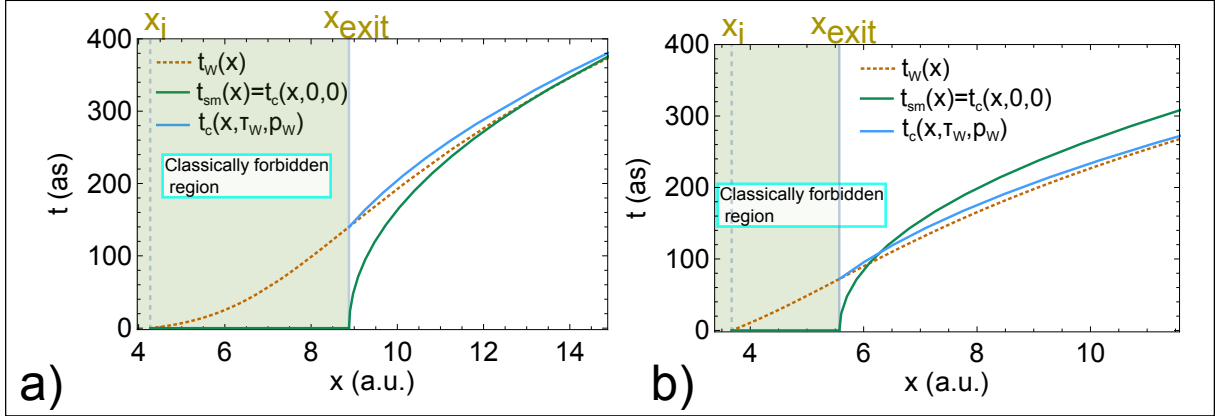 x_i
x_exit
400
300
200
100
0
t (as)
t_W(x)
t_sm(x)=t_c(x,0,0)
t_c(x,τ_W,p_W)
Classically forbidden
region
4
6
8
10
12
14
x (a.u.)
a)
x_i
x_exit
400
300
200
100
0
t (as)
t_W(x)
t_sm(x)=t_c(x,0,0)
t_c(x,τ_W,p_W)
Classically forbidden
region
4
6
8
10
x (a.u.)
b)